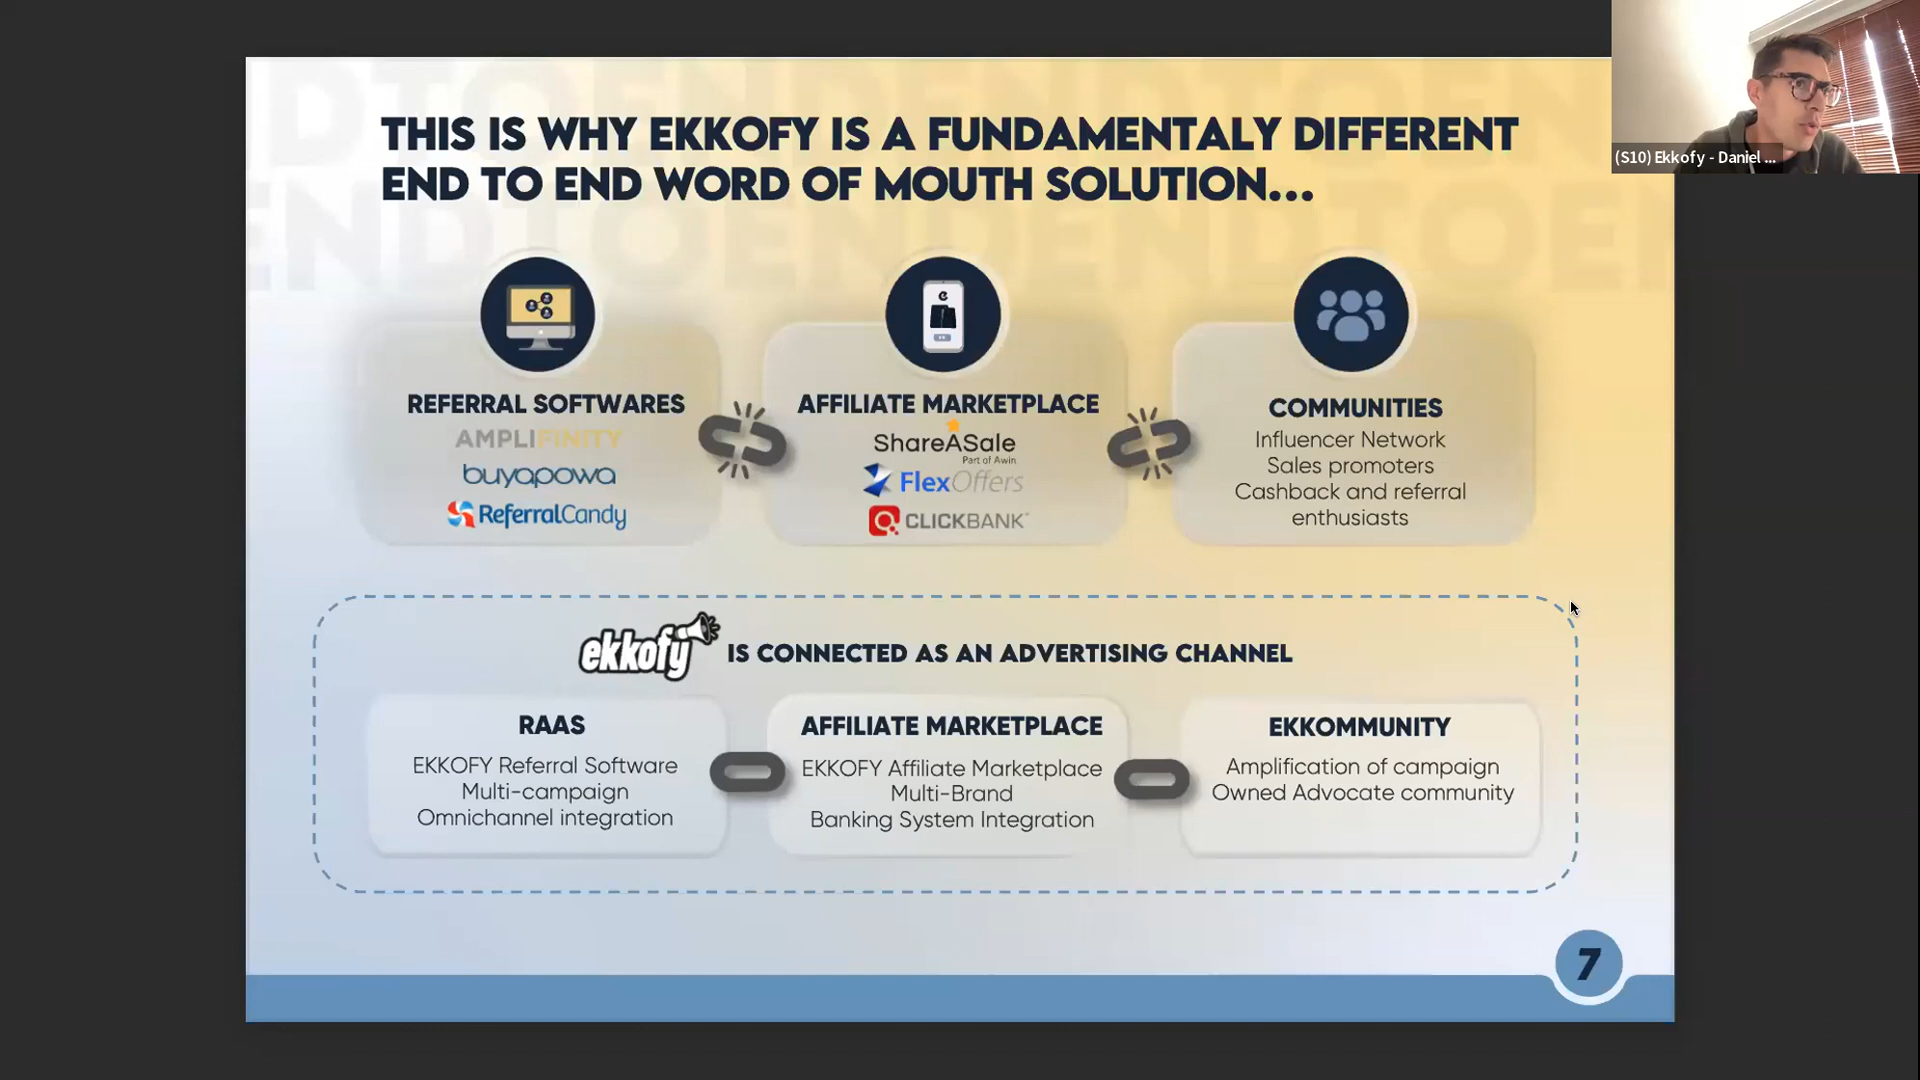 THIS IS WHY EKKOFY IS A FUNDAMENTALY DIFFERENT
END TO END WORD OF MOUTH SOLUTION...
(S10) Ekkofy - Daniel ...
REFERRAL SOFTWARES
AMPLIFINITY
buyapowa
ReferralCandy
AFFILIATE MARKETPLACE
ShareASale
Part of Awin
FlexOffers
CLICKBANK
COMMUNITIES
Influencer Network
Sales promoters
Cashback and referral
enthusiasts
ekkofy IS CONNECTED AS AN ADVERTISING CHANNEL
RAAS
EKKOFY Referral Software
Multi-campaign
Omnichannel integration
AFFILIATE MARKETPLACE
EKKOFY Affiliate Marketplace
Multi-Brand
Banking System Integration
EKKOMMUNITY
Amplification of campaign
Owned Advocate community
7